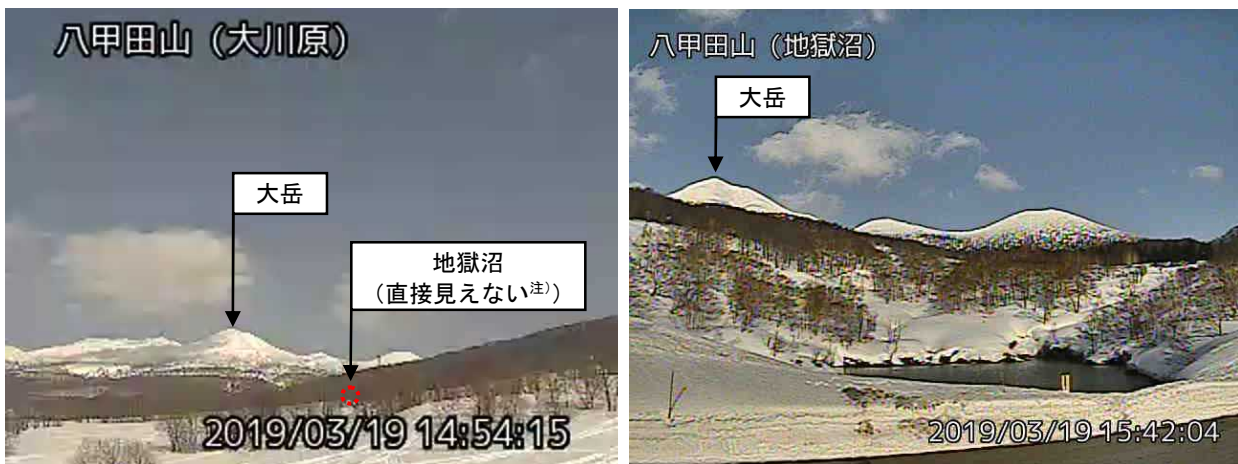 八甲田山（大川原）
大岳
地獄沼
（直接見えない注)）
2019/03/19 14:54:15
八甲田山（地獄沼）
大岳
2019/03/19 15:42:04